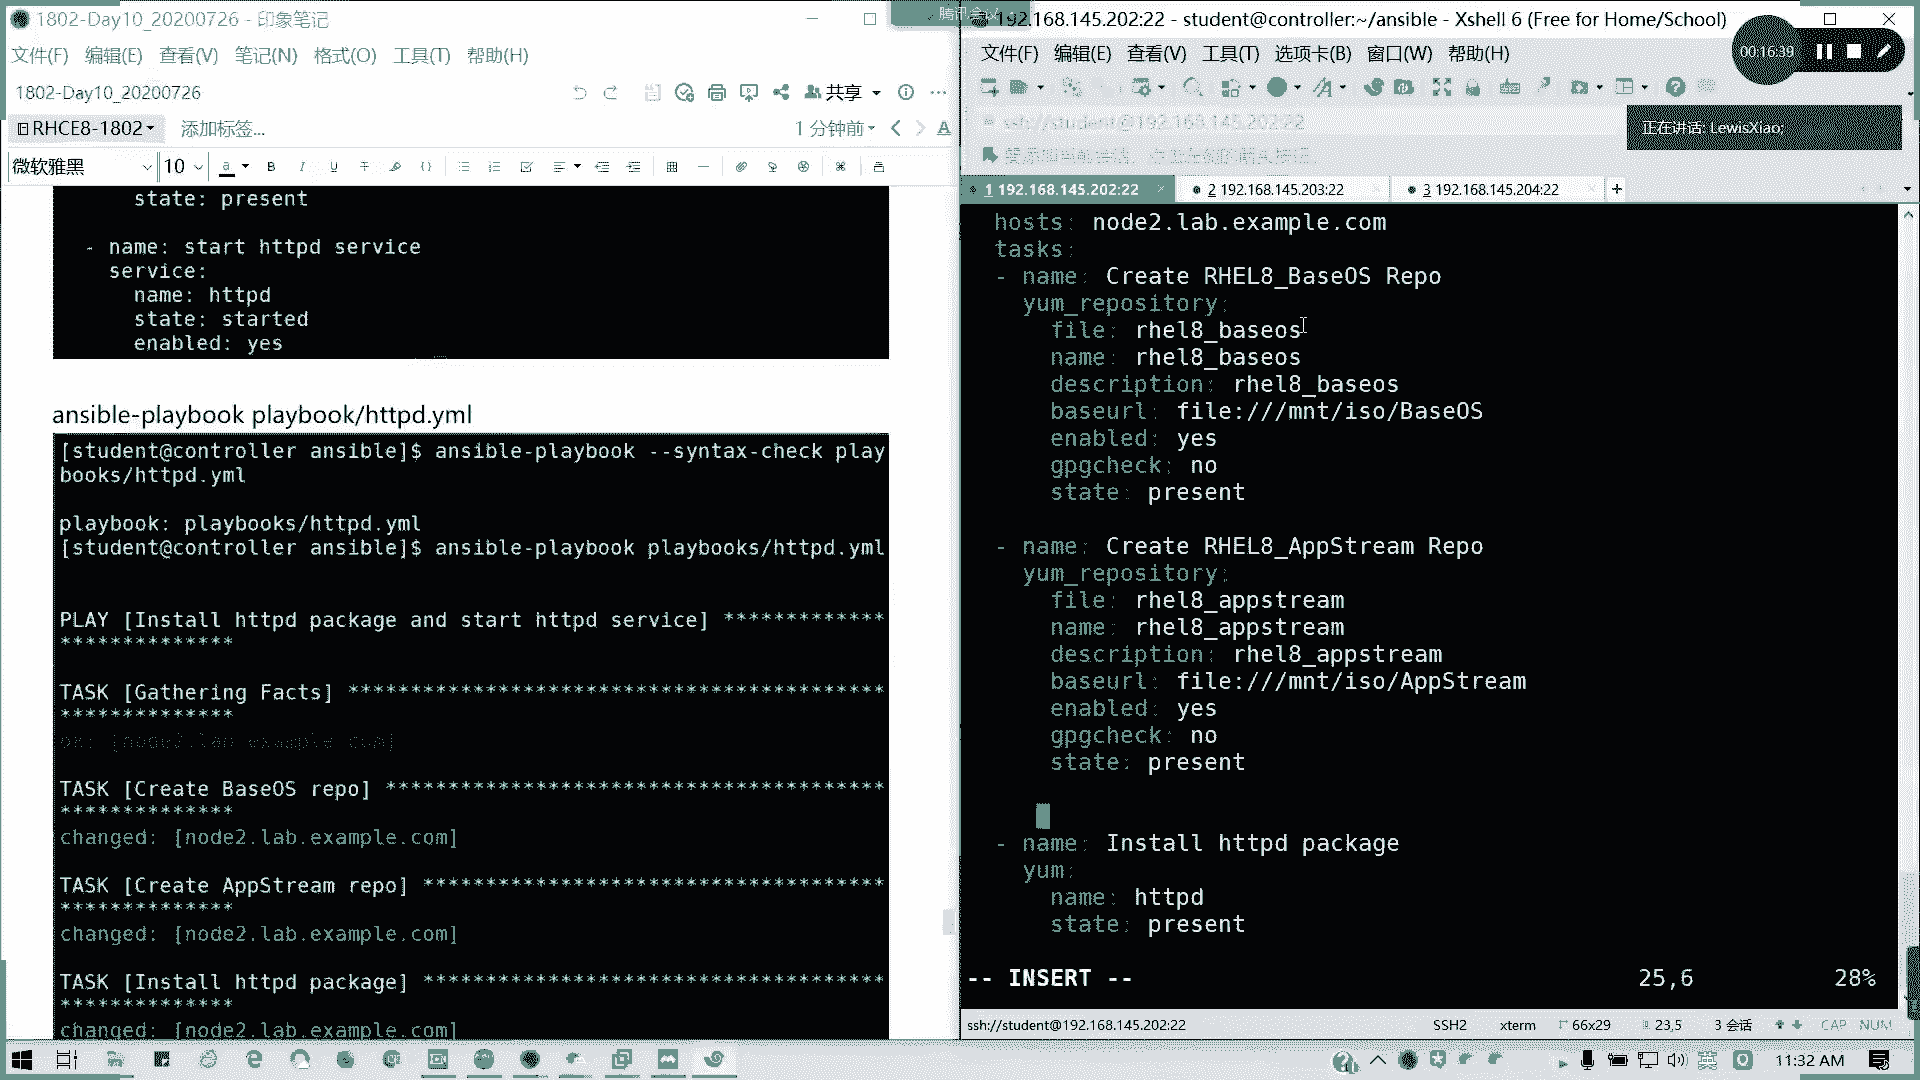 1802-Day10_20200726 - 印象笔记
文件(F) 编辑(E) 查看(V) 笔记(N) 格式(O) 工具(T) 帮助(H)
1802-Day10_20200726
共享
RHCE8-1802
添加标签...
1 分钟前
微软雅黑 10
state: present
- name: start httpd service
service:
name: httpd
state: started
enabled: yes
ansible-playbook playbook/httpd.yml
[student@controller ansible]$ ansible-playbook --syntax-check play
books/httpd.yml
playbook: playbooks/httpd.yml
[student@controller ansible]$ ansible-playbook playbooks/httpd.yml
PLAY [Install httpd package and start httpd service] *************
**************
TASK [Gathering Facts] *******************************************
**************
ok: [node2.lab.example.com]
TASK [Create BaseOS repo] ****************************************
**************
changed: [node2.lab.example.com]
TASK [Create AppStream repo] *************************************
**************
changed: [node2.lab.example.com]
TASK [Install httpd package] *************************************
**************
changed: [node2.lab.example.com]
192.168.145.202:22 - student@controller:~/ansible - Xshell 6 (Free for Home/School)
文件(F) 编辑(E) 查看(V) 工具(T) 选项卡(B) 窗口(W) 帮助(H)
00:16:39
ssh://student@192.168.145.202:22
正在讲话: LewisXiao;
1 192.168.145.202:22
2 192.168.145.203:22
3 192.168.145.204:22
hosts: node2.lab.example.com
tasks:
- name: Create RHEL8_BaseOS Repo
yum_repository:
file: rhel8_baseos
name: rhel8_baseos
description: rhel8_baseos
baseurl: file:///mnt/iso/BaseOS
enabled: yes
gpgcheck: no
state: present
- name: Create RHEL8_AppStream Repo
yum_repository:
file: rhel8_appstream
name: rhel8_appstream
description: rhel8_appstream
baseurl: file:///mnt/iso/AppStream
enabled: yes
gpgcheck: no
state: present
- name: Install httpd package
yum:
name: httpd
state: present
-- INSERT -- 25,6 28%
ssh://student@192.168.145.202:22 SSH2 xterm 66x29 23,5 3 会话 CAP NUM
11:32 AM